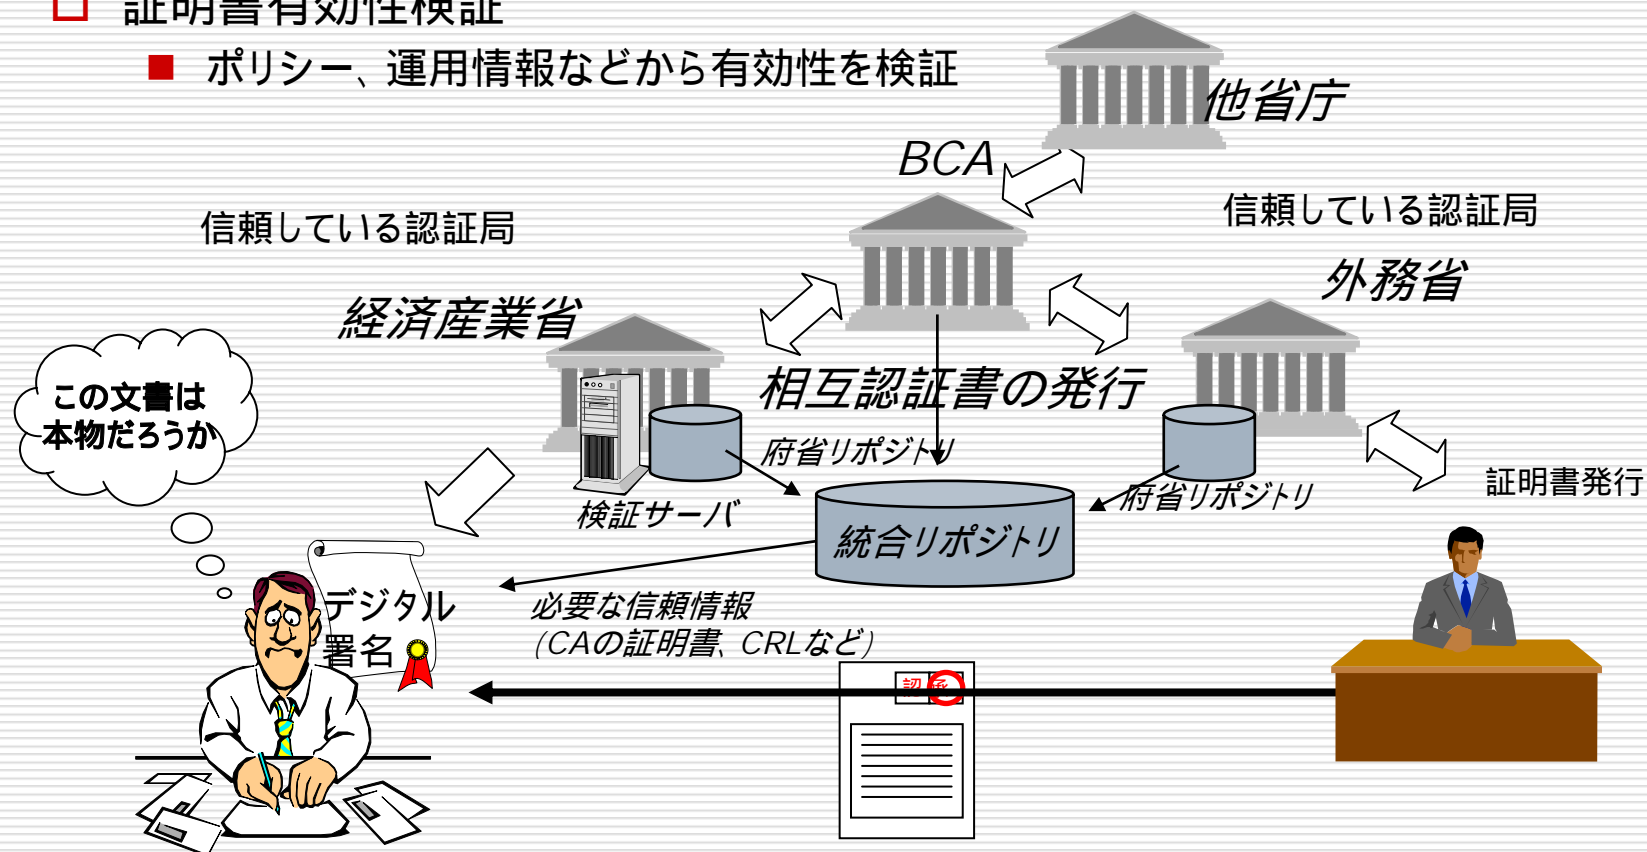 証明書有効性検証
ポリシー、運用情報などから有効性を検証
他省庁
BCA
信頼している認証局
信頼している認証局
外務省
経済産業省
相互認証書の発行
この文書は
本物だろうか
府省リポジトリ
府省リポジトリ
証明書発行
検証サーバ
統合リポジトリ
デジタル
署名
必要な信頼情報
(CAの証明書、CRLなど)
認